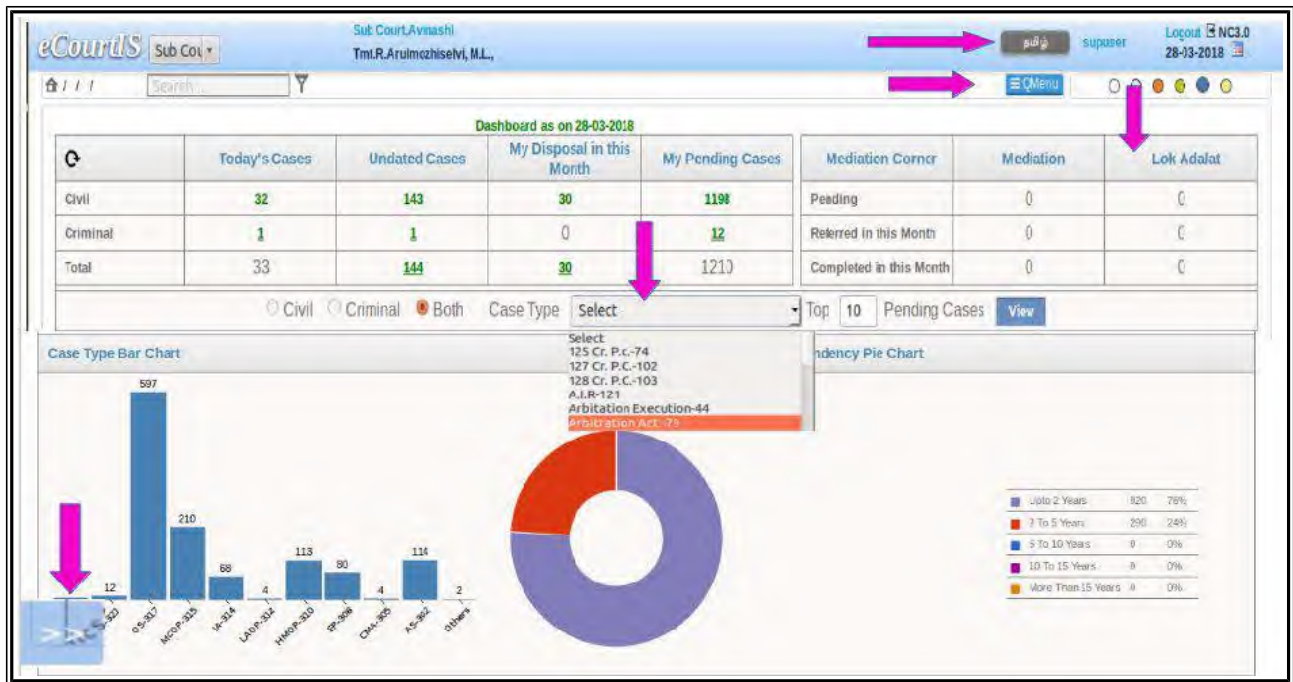 eCourtIS Sub Cou
Sub Court,Avinashi
Tmt.R.Arulmozhiselvi, M.L.,
தமிழ் supuser Logout NC3.0
28-03-2018
/ / / Search... QMenu
Dashboard as on 28-03-2018
Today's Cases Undated Cases My Disposal in this Month My Pending Cases Mediation Corner Mediation Lok Adalat
Civil 32 143 30 1198 Pending 0 0
Criminal 1 1 0 12 Referred in this Month 0
Total 33 144 30 1210 Completed in this Month 0
Civil Criminal Both Case Type Select Top 10 Pending Cases View
Select
125 Cr. P.c.-74
127 Cr. P.C.-102
128 Cr. P.C.-103
A.I.R-121
Arbitation Execution-44
Arbitration Act.-79
Case Type Bar Chart ndency Pie Chart
12 597 210 68 4 113 80 4 114 2
OS-317 MCOP-315 IA-314 LAOP-312 HMOP-310 EP-308 CMA-305 AS-302 Others
>>
Upto 2 Years 920 76%
2 To 5 Years 290 24%
5 To 10 Years 0 0%
10 To 15 Years 0 0%
More Than 15 Years 0 0%